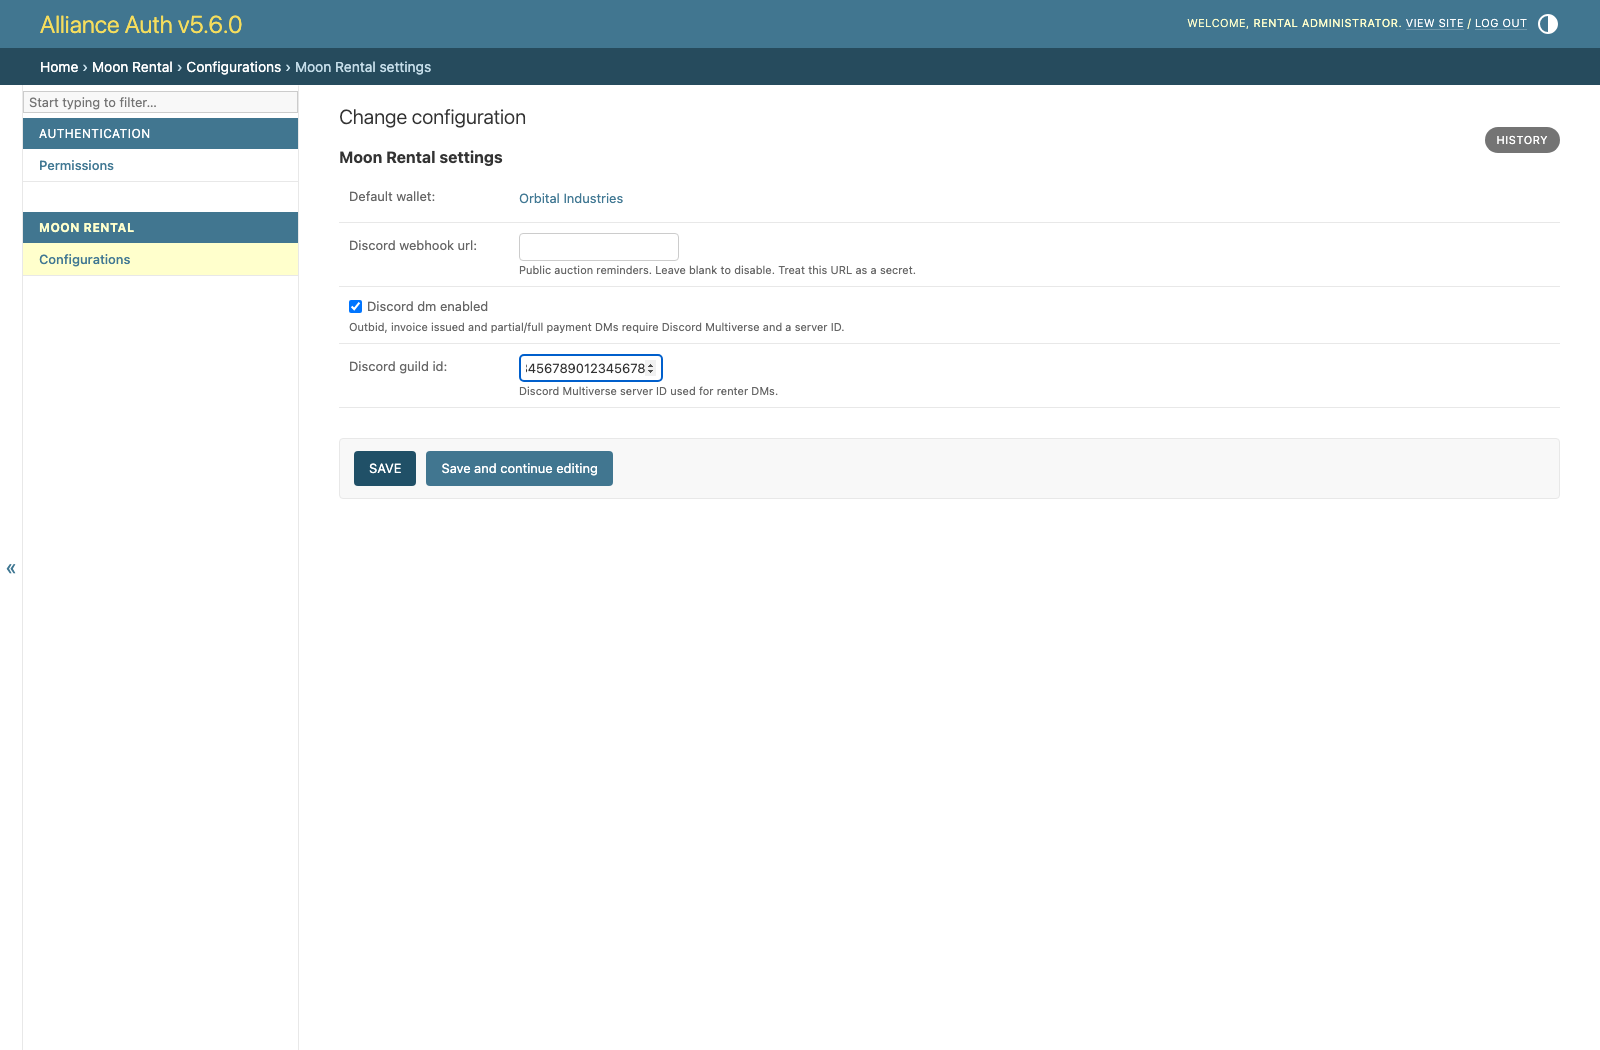 Alliance Auth v5.6.0
WELCOME, RENTAL ADMINISTRATOR. VIEW SITE / LOG OUT
Home › Moon Rental › Configurations › Moon Rental settings
Start typing to filter...
AUTHENTICATION
Permissions
MOON RENTAL
Configurations
«
Change configuration
HISTORY
Moon Rental settings
Default wallet:
Orbital Industries
Discord webhook url:
Public auction reminders. Leave blank to disable. Treat this URL as a secret.
Discord dm enabled
Outbid, invoice issued and partial/full payment DMs require Discord Multiverse and a server ID.
Discord guild id:
456789012345678
Discord Multiverse server ID used for renter DMs.
SAVE
Save and continue editing